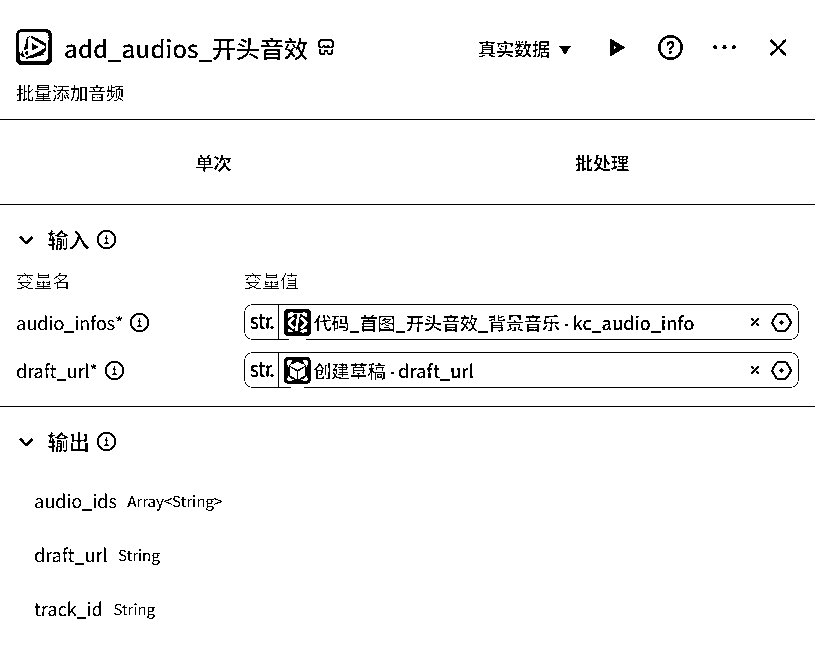 add_audios_开头音效 真实数据
批量添加音频
单次 批处理
输入
变量名 变量值
audio_infos* str. 代码_首图_开头音效_背景音乐 - kc_audio_info
draft_url* str. 创建草稿 - draft_url
输出
audio_ids Array<String>
draft_url String
track_id String